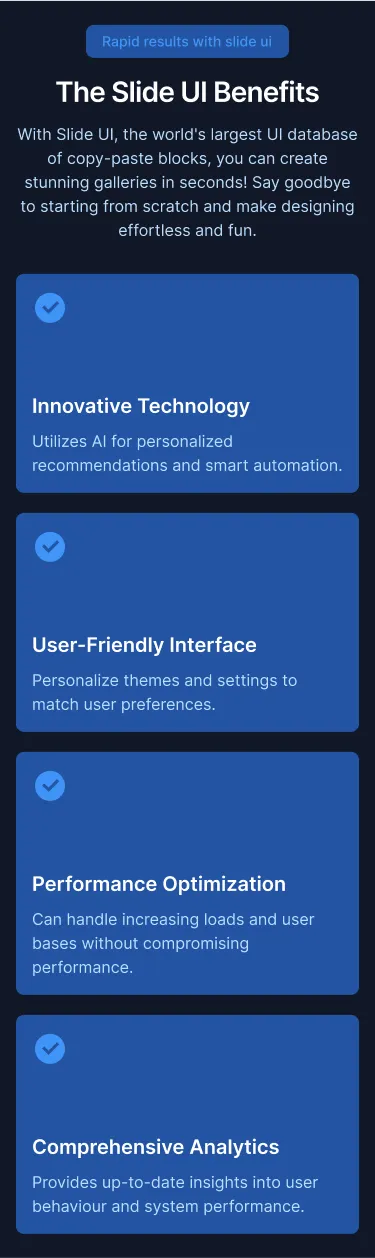 Rapid results with slide ui
The Slide UI Benefits
With Slide UI, the world's largest UI database
of copy-paste blocks, you can create
stunning galleries in seconds! Say goodbye
to starting from scratch and make designing
effortless and fun.
Innovative Technology
Utilizes AI for personalized
recommendations and smart automation.
User-Friendly Interface
Personalize themes and settings to
match user preferences.
Performance Optimization
Can handle increasing loads and user
bases without compromising
performance.
Comprehensive Analytics
Provides up-to-date insights into user
behaviour and system performance.